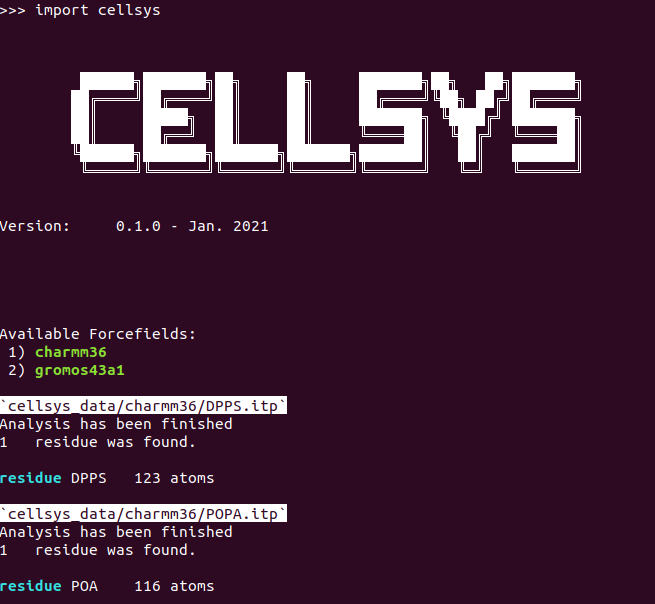 >>> import cellsys
CELLSYS
Version:     0.1.0 - Jan. 2021
Available Forcefields:
 1) charmm36
 2) gromos43a1
`cellsys_data/charmm36/DPPS.itp`
Analysis has been finished
1   residue was found.
residue DPPS   123 atoms
`cellsys_data/charmm36/POPA.itp`
Analysis has been finished
1   residue was found.
residue POA    116 atoms